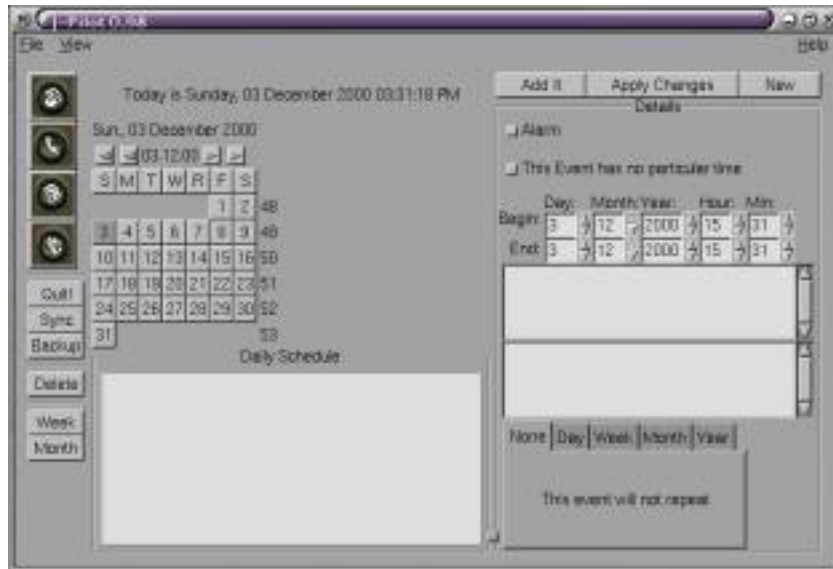 J-Pilot 0.98
File View Help
Today is Sunday, 03 December 2000 03:31:18 PM
Sun., 03 December 2000
03.12.00
S M T W R F S
1 2 48
3 4 5 6 7 8 9 49
10 11 12 13 14 15 16 50
17 18 19 20 21 22 23 51
24 25 26 27 28 29 30 52
31 53
Quit!
Sync
Backup
Delete
Week
Month
Daily Schedule
Add It Apply Changes New
Details
Alarm
This Event has no particular time
Day: Month: Year: Hour: Min:
Begin: 3 12 2000 15 31
End: 3 12 2000 15 31
None Day Week Month Year
This event will not repeat